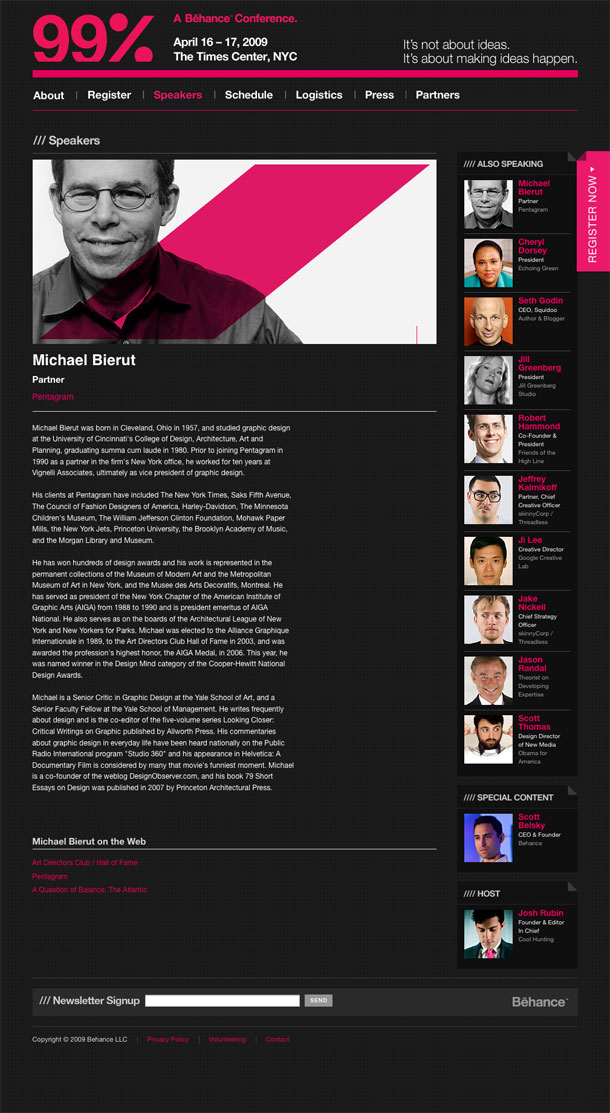 99%
A Bēhance™ Conference.
April 16 – 17, 2009
The Times Center, NYC
It's not about ideas.
It's about making ideas happen.
About | Register | Speakers | Schedule | Logistics | Press | Partners
/// Speakers
Michael Bierut
Partner
Pentagram
Michael Bierut was born in Cleveland, Ohio in 1957, and studied graphic design
at the University of Cincinnati's College of Design, Architecture, Art and
Planning, graduating summa cum laude in 1980. Prior to joining Pentagram in
1990 as a partner in the firm's New York office, he worked for ten years at
Vignelli Associates, ultimately as vice president of graphic design.
His clients at Pentagram have included The New York Times, Saks Fifth Avenue,
The Council of Fashion Designers of America, Harley-Davidson, The Minnesota
Children's Museum, The William Jefferson Clinton Foundation, Mohawk Paper
Mills, the New York Jets, Princeton University, the Brooklyn Academy of Music,
and the Morgan Library and Museum.
He has won hundreds of design awards and his work is represented in the
permanent collections of the Museum of Modern Art and the Metropolitan
Museum of Art in New York, and the Musee des Arts Decoratifs, Montreal. He
has served as president of the New York Chapter of the American Institute of
Graphic Arts (AIGA) from 1988 to 1990 and is president emeritus of AIGA
National. He also serves as on the boards of the Architectural League of New
York and New Yorkers for Parks. Michael was elected to the Alliance Graphique
Internationale in 1989, to the Art Directors Club Hall of Fame in 2003, and was
awarded the profession's highest honor, the AIGA Medal, in 2006. This year, he
was named winner in the Design Mind category of the Cooper-Hewitt National
Design Awards.
Michael is a Senior Critic in Graphic Design at the Yale School of Art, and a
Senior Faculty Fellow at the Yale School of Management. He writes frequently
about design and is the co-editor of the five-volume series Looking Closer:
Critical Writings on Graphic published by Allworth Press. His commentaries
about graphic design in everyday life have been heard nationally on the Public
Radio International program "Studio 360" and his appearance in Helvetica: A
Documentary Film is considered by many that movie's funniest moment. Michael
is a co-founder of the weblog DesignObserver.com, and his book 79 Short
Essays on Design was published in 2007 by Princeton Architectural Press.
Michael Bierut on the Web
Art Directors Club / Hall of Fame
Pentagram
A Question of Balance, The Atlantic
//// ALSO SPEAKING
Michael
Bierut
Partner
Pentagram
Cheryl
Dorsey
President
Echoing Green
Seth Godin
CEO, Squidoo
Author & Blogger
Jill
Greenberg
President
Jill Greenberg
Studio
Robert
Hammond
Co-Founder &
President
Friends of the
High Line
Jeffrey
Kalmikoff
Partner, Chief
Creative Officer
skinnyCorp /
Threadless
Ji Lee
Creative Director
Google Creative
Lab
Jake
Nickell
Chief Strategy
Officer
skinnyCorp /
Threadless
Jason
Randal
Theorist on
Developing
Expertise
Scott
Thomas
Design Director
of New Media
Obama for
America
//// SPECIAL CONTENT
Scott
Belsky
CEO & Founder
Behance
//// HOST
Josh Rubin
Founder & Editor
In Chief
Cool Hunting
REGISTER NOW
/// Newsletter Signup
SEND
Bēhance™
Copyright © 2009 Behance LLC | Privacy Policy | Volunteering | Contact